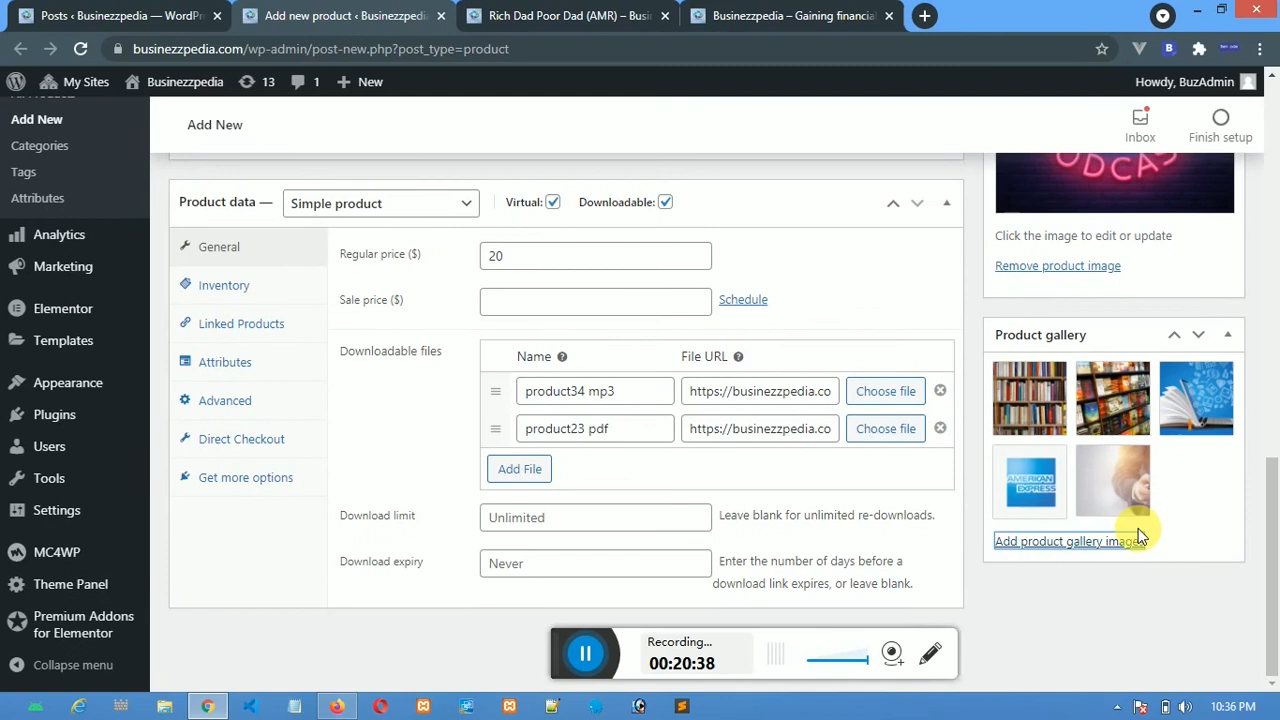 Posts ‹ Businezzpedia — WordPr
Add new product ‹ Businezzpedia
Rich Dad Poor Dad (AMR) – Busi
Businezzpedia – Gaining financial
businezzpedia.com/wp-admin/post-new.php?post_type=product
My Sites
Businezzpedia
13
1
New
Howdy, BuzAdmin
Add New
Categories
Tags
Attributes
Analytics
Marketing
Elementor
Templates
Appearance
Plugins
Users
Tools
Settings
MC4WP
Theme Panel
Premium Addons
for Elementor
Collapse menu
Add New
Inbox
Finish setup
Product data —
Simple product
Virtual:
Downloadable:
General
Inventory
Linked Products
Attributes
Advanced
Direct Checkout
Get more options
Regular price ($)
20
Sale price ($)
Schedule
Downloadable files
Name
File URL
product34 mp3
https://businezzpedia.co
Choose file
product23 pdf
https://businezzpedia.co
Choose file
Add File
Download limit
Unlimited
Leave blank for unlimited re-downloads.
Download expiry
Never
Enter the number of days before a
download link expires, or leave blank.
Click the image to edit or update
Remove product image
Product gallery
AMERICAN
EXPRESS
Add product gallery images
Recording...
00:20:38
10:36 PM